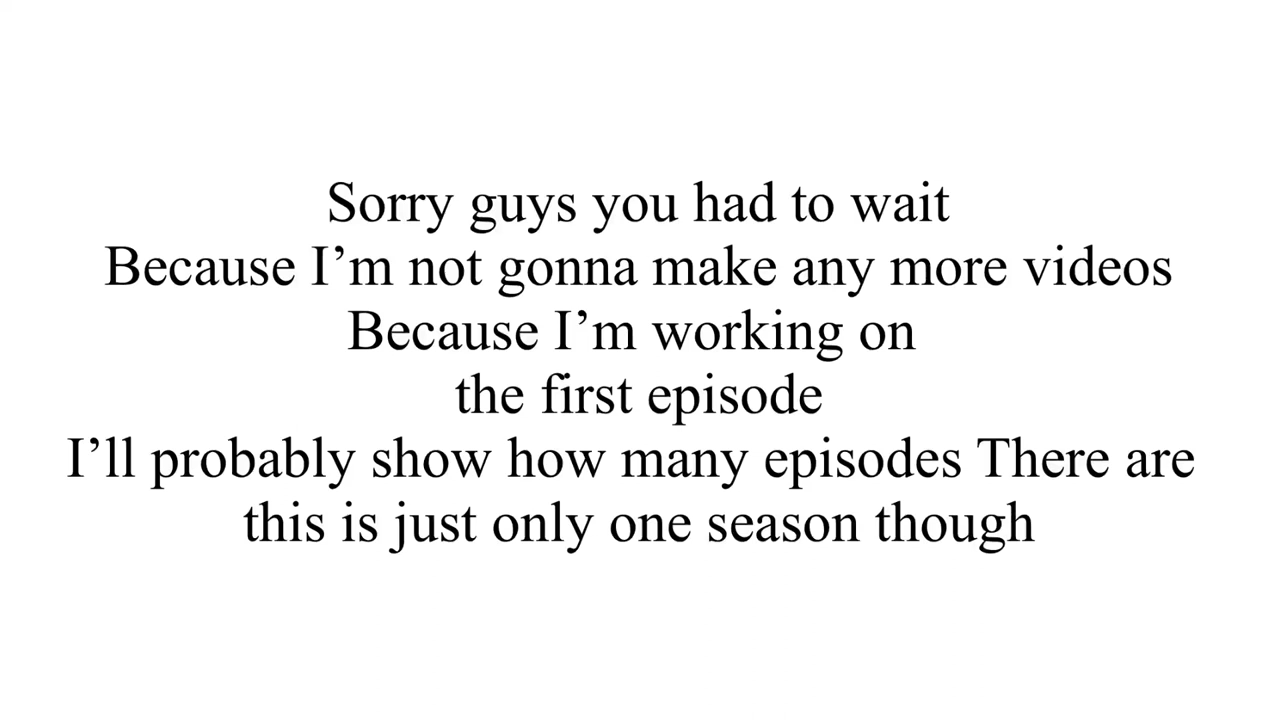 Sorry guys you had to wait
Because I’m not gonna make any more videos
Because I’m working on
the first episode
I’ll probably show how many episodes There are
this is just only one season though